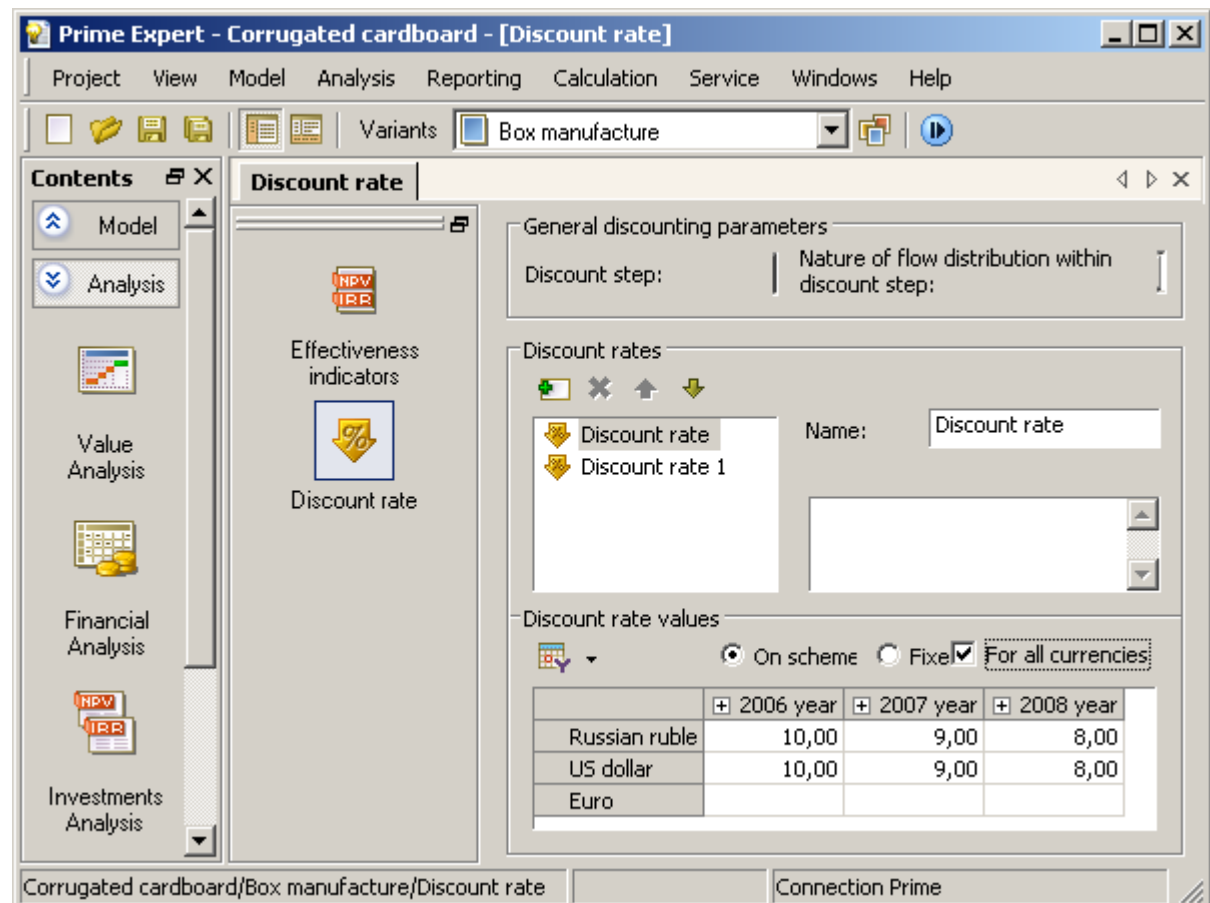 Prime Expert - Corrugated cardboard - [Discount rate]
Project View Model Analysis Reporting Calculation Service Windows Help
Variants Box manufacture
Contents
Model
Analysis
Value
Analysis
Financial
Analysis
NPV
IRR
Investments
Analysis
Discount rate
NPV
IRR
Effectiveness
indicators
%
Discount rate
General discounting parameters
Discount step:
Nature of flow distribution within
discount step:
Discount rates
Discount rate
Discount rate 1
Name: Discount rate
Discount rate values
On scheme Fixe For all currencies
2006 year 2007 year 2008 year
Russian ruble 10,00 9,00 8,00
US dollar 10,00 9,00 8,00
Euro
Corrugated cardboard/Box manufacture/Discount rate
Connection Prime